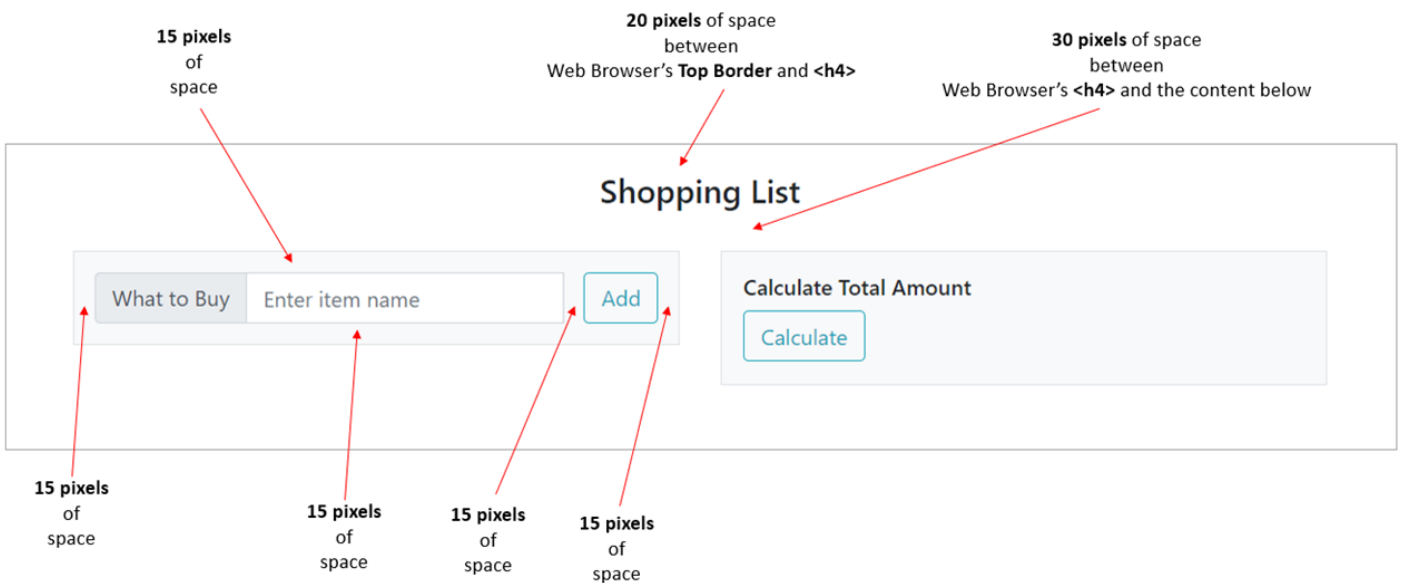 15 pixels
of
space
20 pixels of space
between
Web Browser's Top Border and <h4>
30 pixels of space
between
Web Browser's <h4> and the content below
Shopping List
What to Buy
Enter item name
Add
Calculate Total Amount
Calculate
15 pixels
of
space
15 pixels
of
space
15 pixels
of
space
15 pixels
of
space